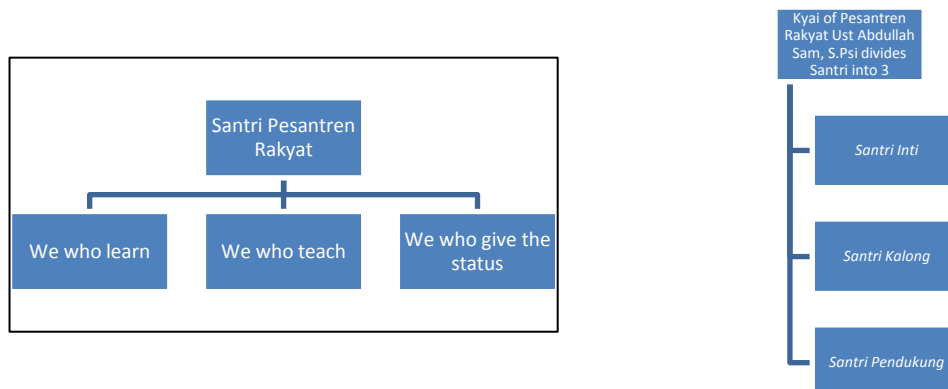 Santri Pesantren
Rakyat
We who learn
We who teach
We who give the
status
Kyai of Pesantren
Rakyat Ust Abdullah
Sam, S.Psi divides
Santri into 3
Santri Inti
Santri Kalong
Santri Pendukung